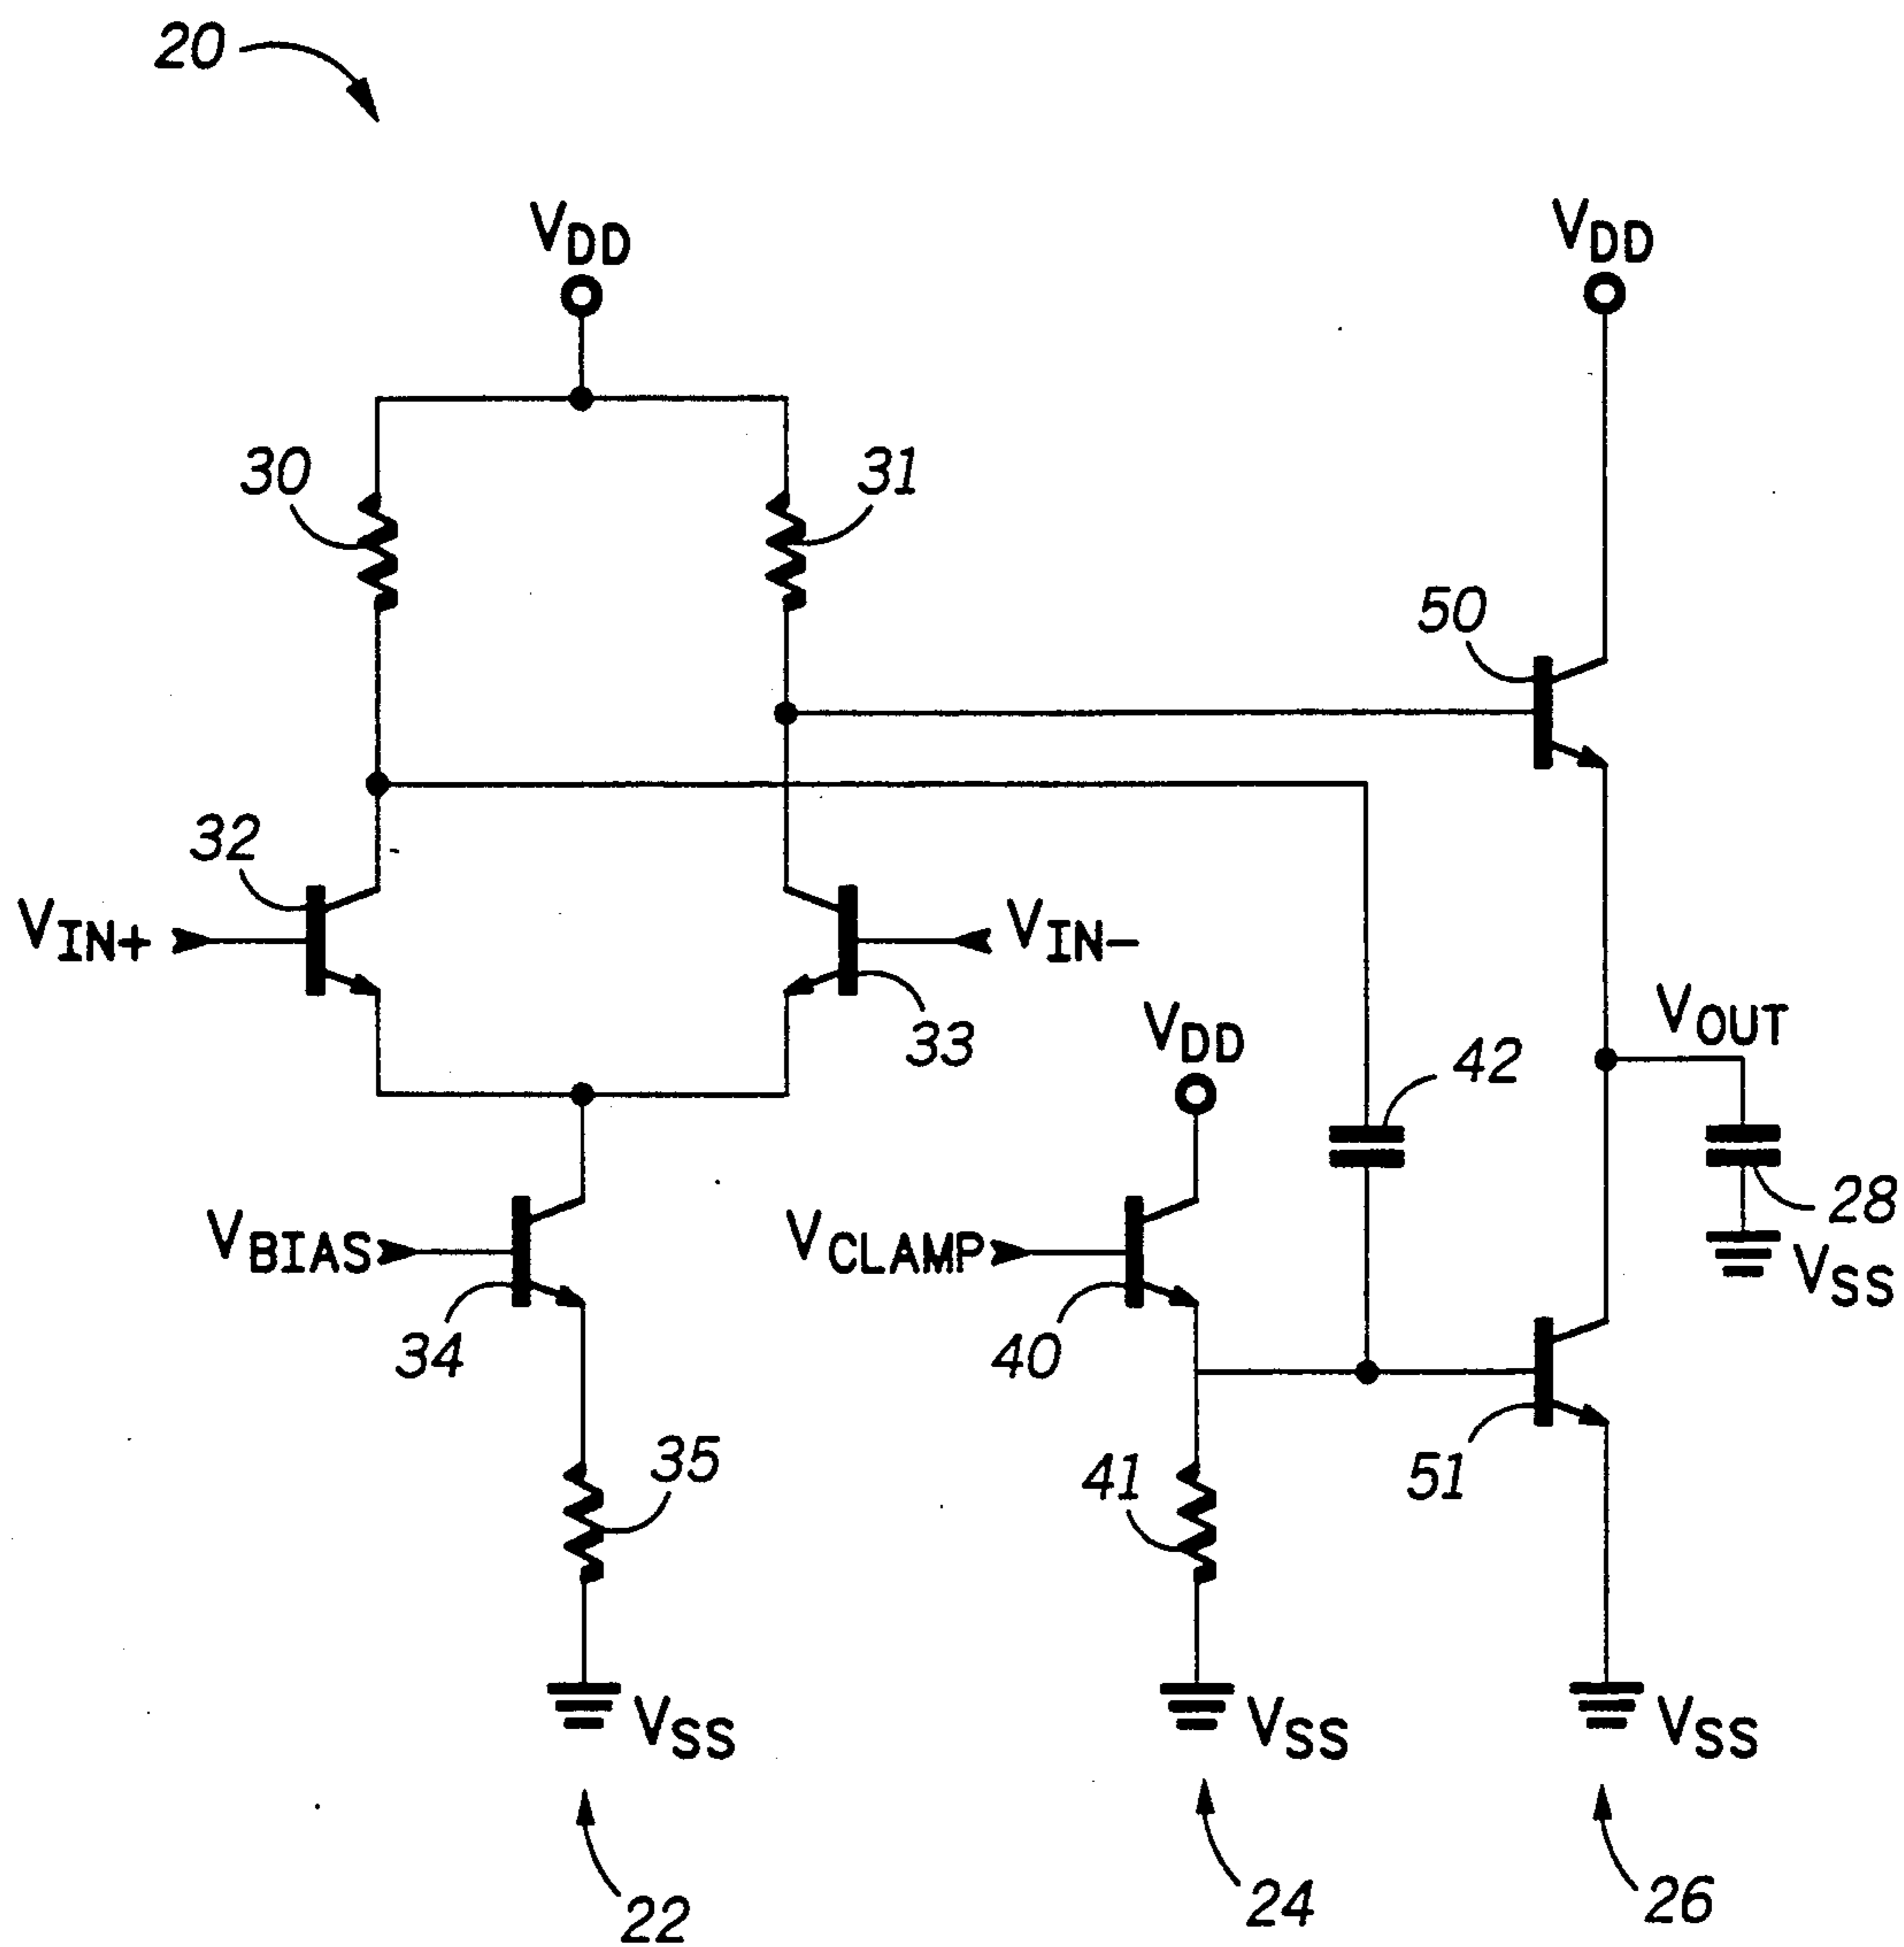 20
VDD
VDD
30
31
50
32
VIN+
VIN-
33
VDD
VOUT
42
28
VBIAS
VCLAMP
VSS
34
40
35
41
51
VSS
VSS
VSS
22
24
26